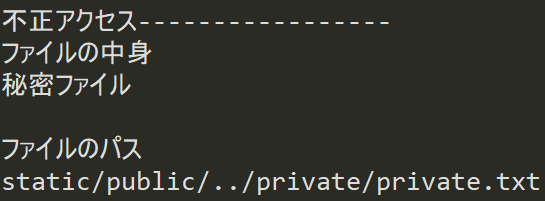 不正アクセス-----------------
ファイルの中身
秘密ファイル
ファイルのパス
static/public/../private/private.txt